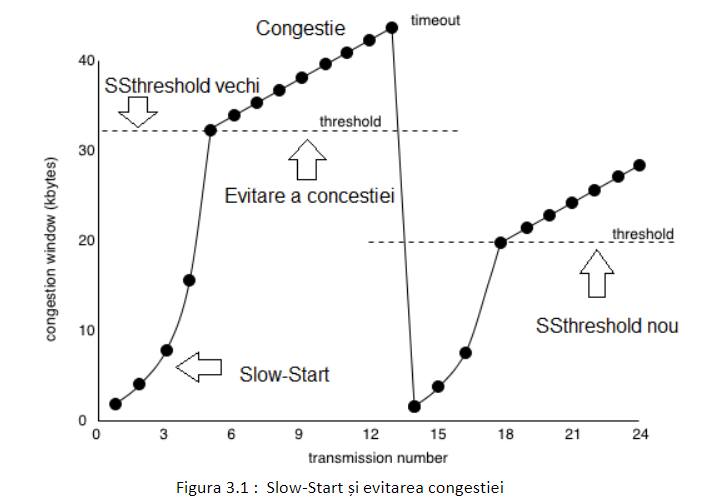 Congestie
timeout
40
SSthreshold vechi
threshold
30
Evitare a concestiei
congestion window (kbytes)
20
threshold
SSthreshold nou
10
Slow-Start
0
0 3 6 9 12 15 18 21 24
transmission number
Figura 3.1 : Slow-Start și evitarea congestiei